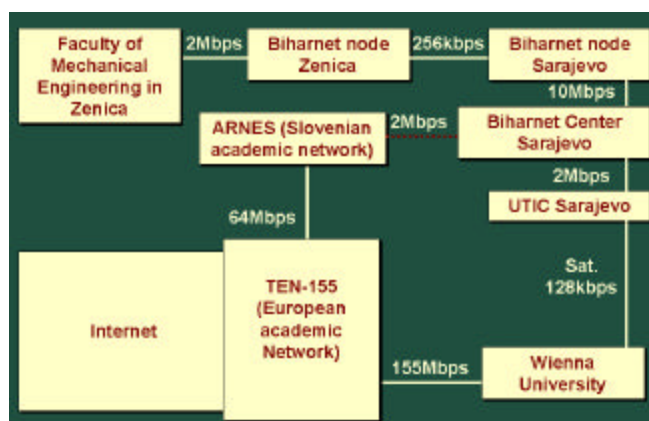 Faculty of
Mechanical
Engineering in
Zenica
2Mbps
Biharnet node
Zenica
256kbps
Biharnet node
Sarajevo
10Mbps
ARNES (Slovenian
academic network)
2Mbps
Biharnet Center
Sarajevo
2Mbps
UTIC Sarajevo
64Mbps
Sat.
128kbps
Internet
TEN-155
(European
academic
Network)
155Mbps
Wienna
University